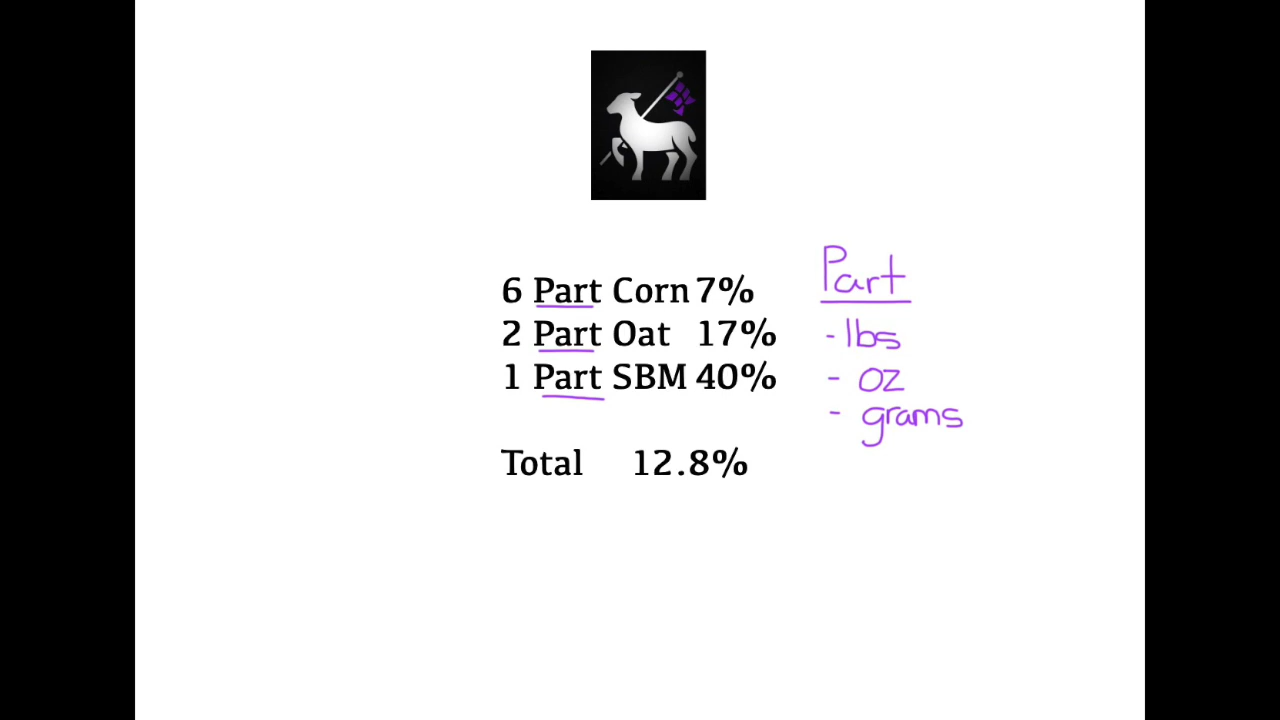 6 Part Corn 7%
2 Part Oat 17%
1 Part SBM 40%
Total 12.8%
Part
- lbs
- oz
- grams